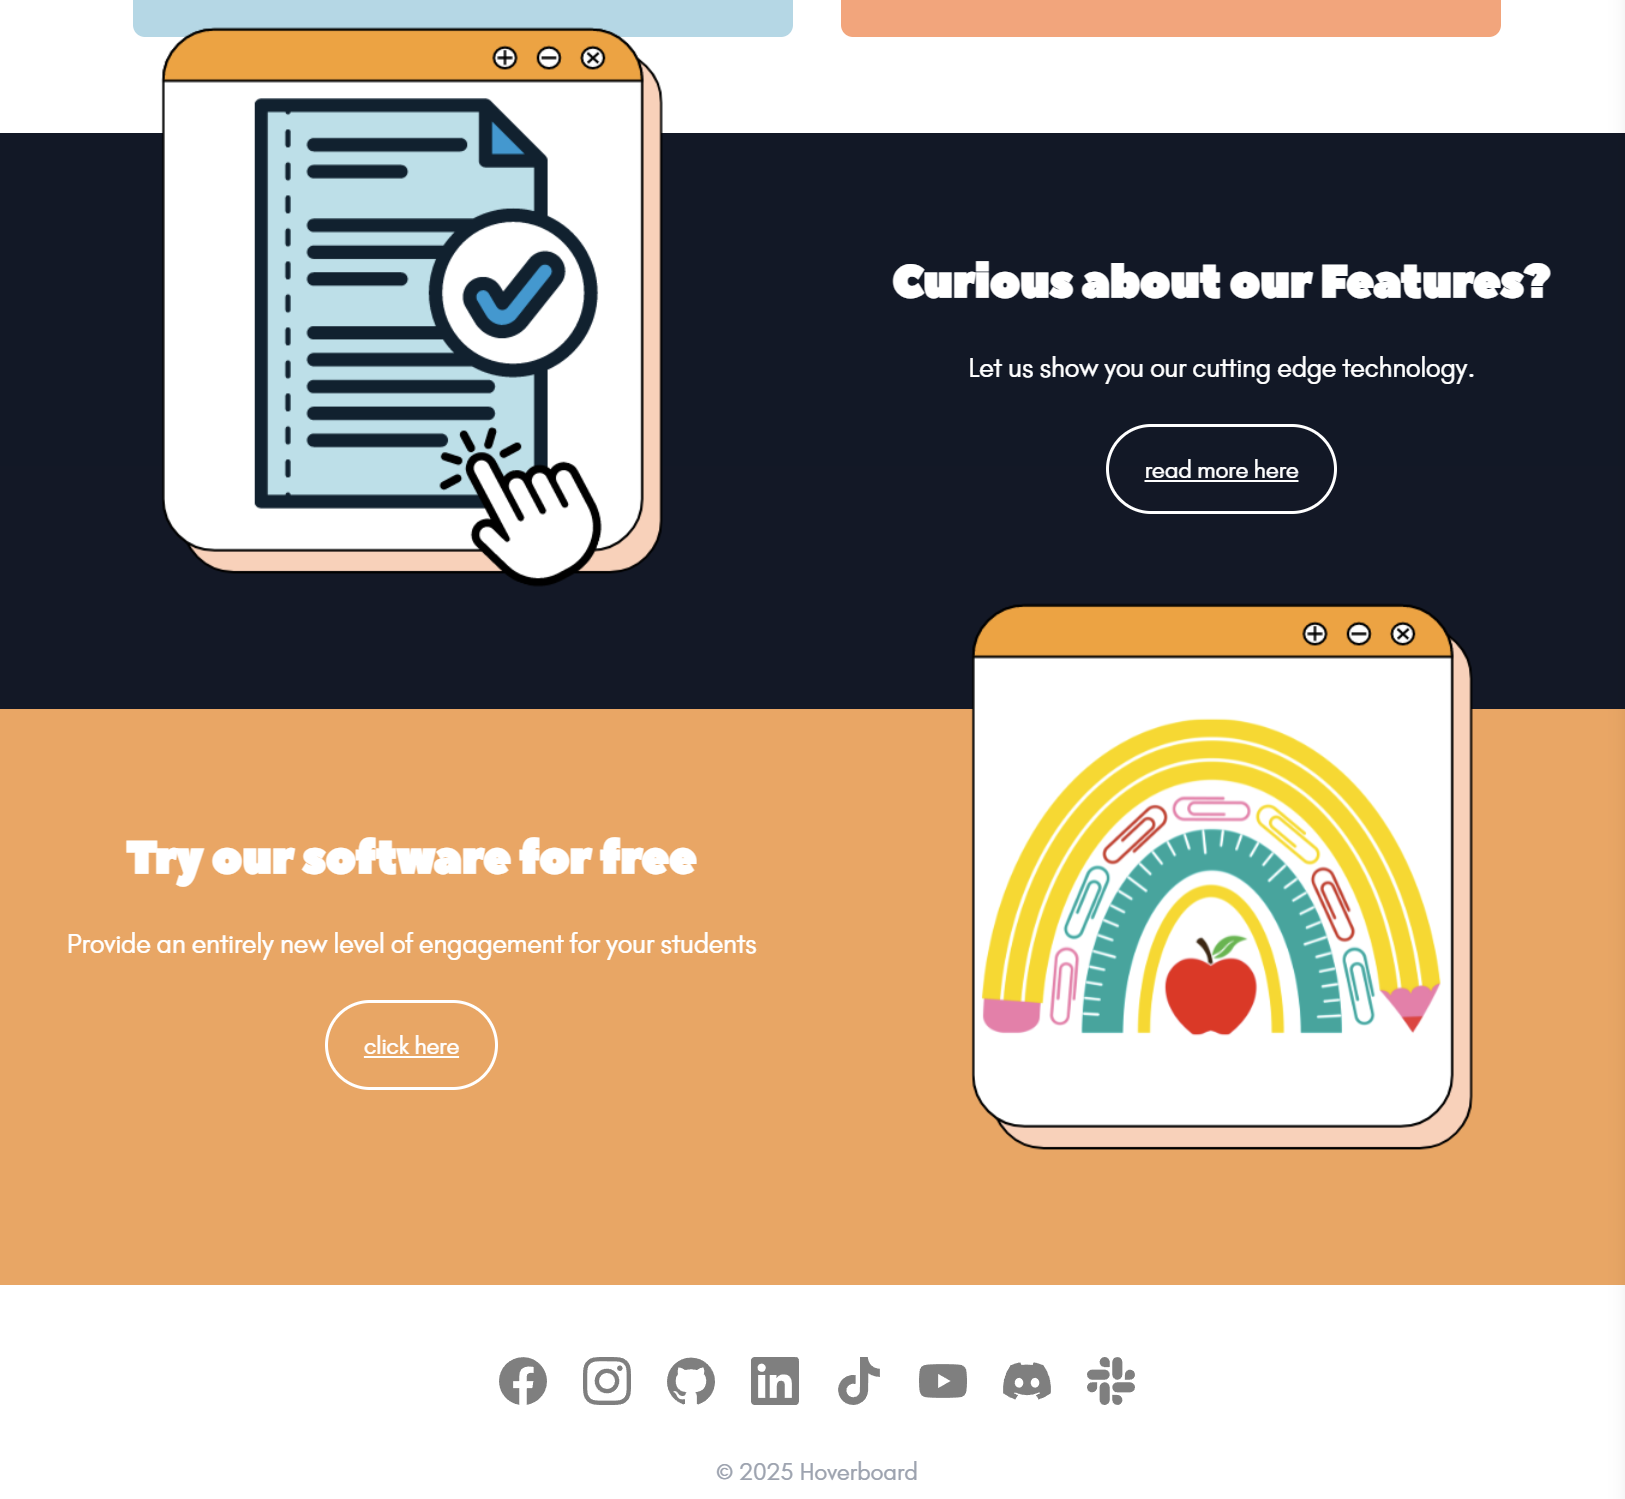 Curious about our Features?
Let us show you our cutting edge technology.
read more here
Try our software for free
Provide an entirely new level of engagement for your students
click here
© 2025 Hoverboard